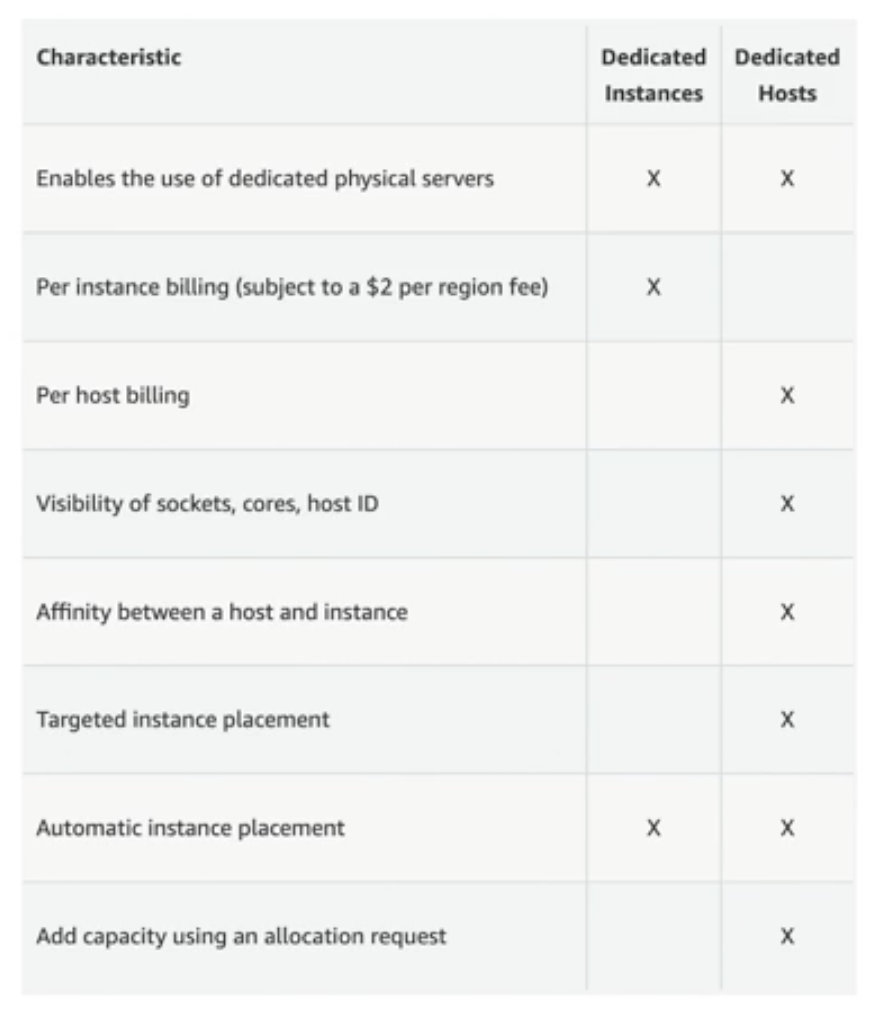 Characteristic Dedicated Instances Dedicated Hosts
Enables the use of dedicated physical servers X X
Per instance billing (subject to a $2 per region fee) X
Per host billing X
Visibility of sockets, cores, host ID X
Affinity between a host and instance X
Targeted instance placement X
Automatic instance placement X X
Add capacity using an allocation request X